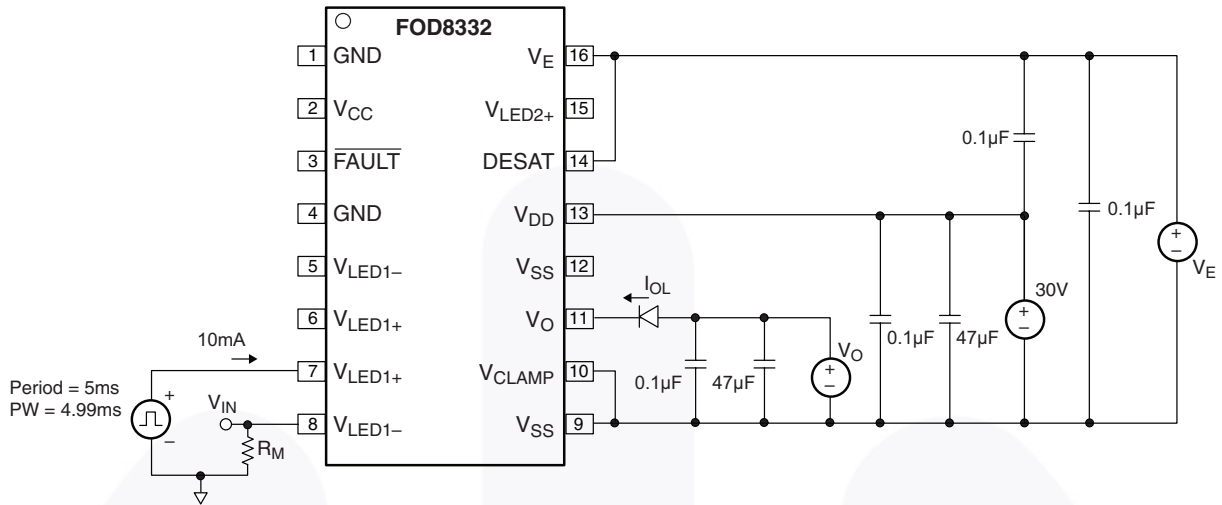 FOD8332
1 GND
2 VCC
3 FAULT
4 GND
5 VLED1–
6 VLED1+
7 VLED1+
8 VLED1–
VE 16
VLED2+ 15
DESAT 14
VDD 13
VSS 12
VO 11
VCLAMP 10
VSS 9
10mA
Period = 5ms
PW = 4.99ms
+
–
VIN
RM
IOL
0.1µF
47µF
VO
+
–
0.1µF
47µF
30V
+
–
0.1µF
0.1µF
+
–
VE